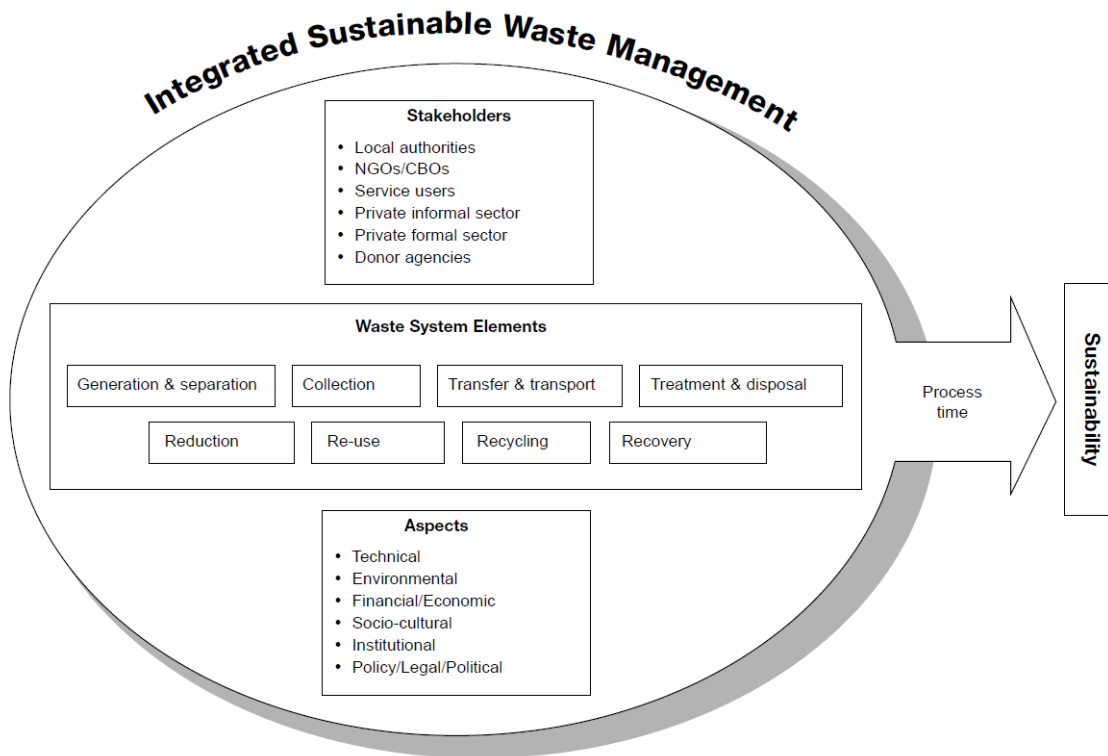 Integrated Sustainable Waste Management
Stakeholders
• Local authorities
• NGOs/CBOs
• Service users
• Private informal sector
• Private formal sector
• Donor agencies
Waste System Elements
Generation & separation
Collection
Transfer & transport
Treatment & disposal
Reduction
Re-use
Recycling
Recovery
Aspects
• Technical
• Environmental
• Financial/Economic
• Socio-cultural
• Institutional
• Policy/Legal/Political
Process
time
Sustainability